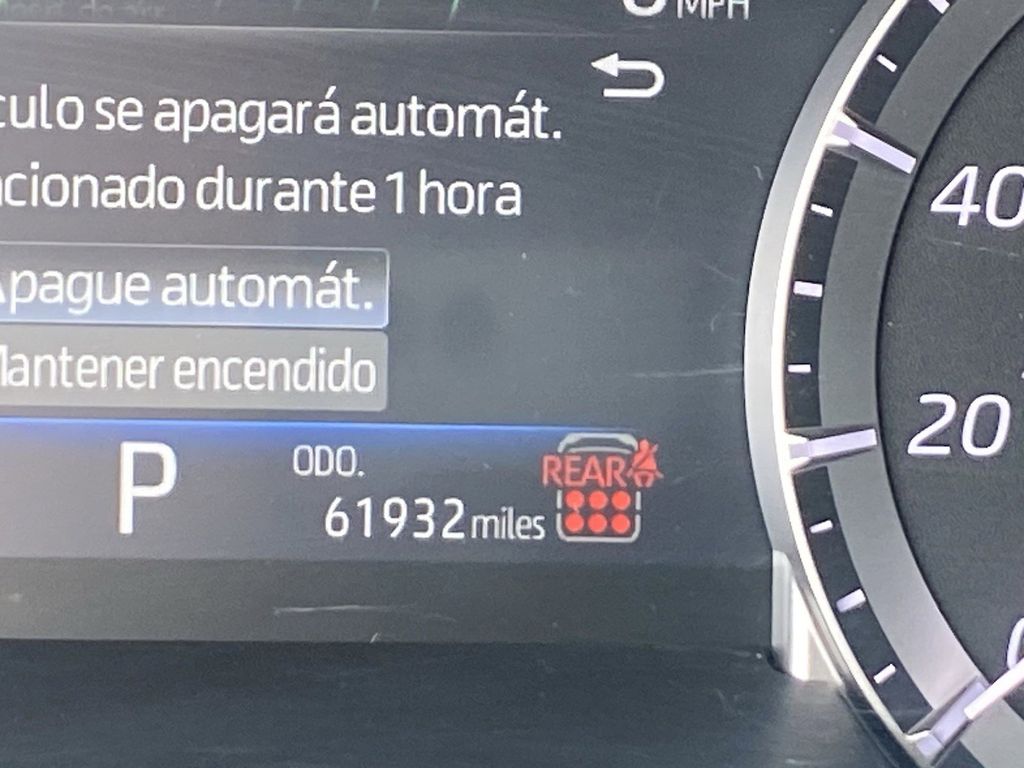 MPH
culo se apagará automát.
cionado durante 1 hora
Apague automát.
Mantener encendido
P
ODO.
61932 miles
REAR
40
20
0